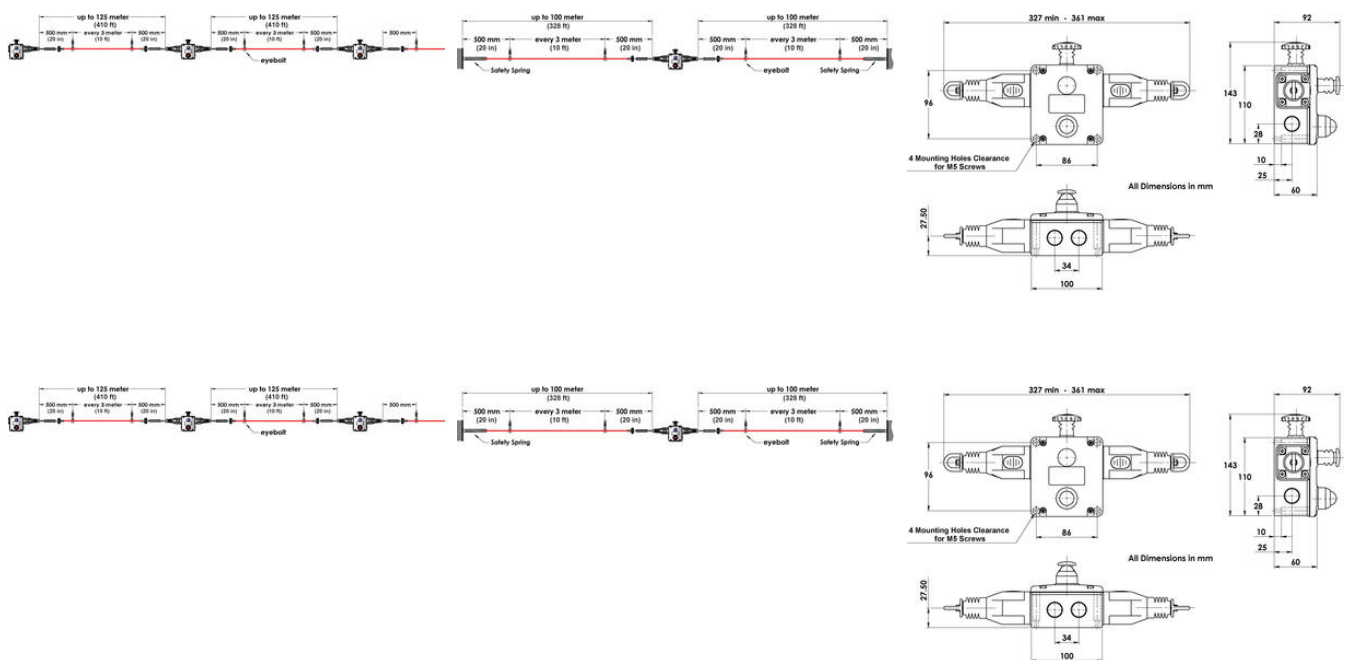 up to 125 meter
(410 ft)
up to 125 meter
(410 ft)
500 mm
(20 in)
every 3 meter
(10 ft)
500 mm
(20 in)
500 mm
(20 in)
every 3 meter
(10 ft)
500 mm
(20 in)
500 mm
(20 in)
eyebolt
up to 100 meter
(328 ft)
up to 100 meter
(328 ft)
500 mm
(20 in)
every 3 meter
(10 ft)
500 mm
(20 in)
500 mm
(20 in)
every 3 meter
(10 ft)
500 mm
(20 in)
Safety Spring
eyebolt
Safety Spring
327 min - 361 max
96
86
4 Mounting Holes Clearance
for M5 Screws
92
143
110
28
10
25
60
All Dimensions in mm
27.50
34
100
up to 125 meter
(410 ft)
up to 125 meter
(410 ft)
500 mm
(20 in)
every 3 meter
(10 ft)
500 mm
(20 in)
500 mm
(20 in)
every 3 meter
(10 ft)
500 mm
(20 in)
500 mm
(20 in)
eyebolt
up to 100 meter
(328 ft)
up to 100 meter
(328 ft)
500 mm
(20 in)
every 3 meter
(10 ft)
500 mm
(20 in)
500 mm
(20 in)
every 3 meter
(10 ft)
500 mm
(20 in)
Safety Spring
eyebolt
Safety Spring
327 min - 361 max
96
86
4 Mounting Holes Clearance
for M5 Screws
92
143
110
28
10
25
60
All Dimensions in mm
27.50
34
100